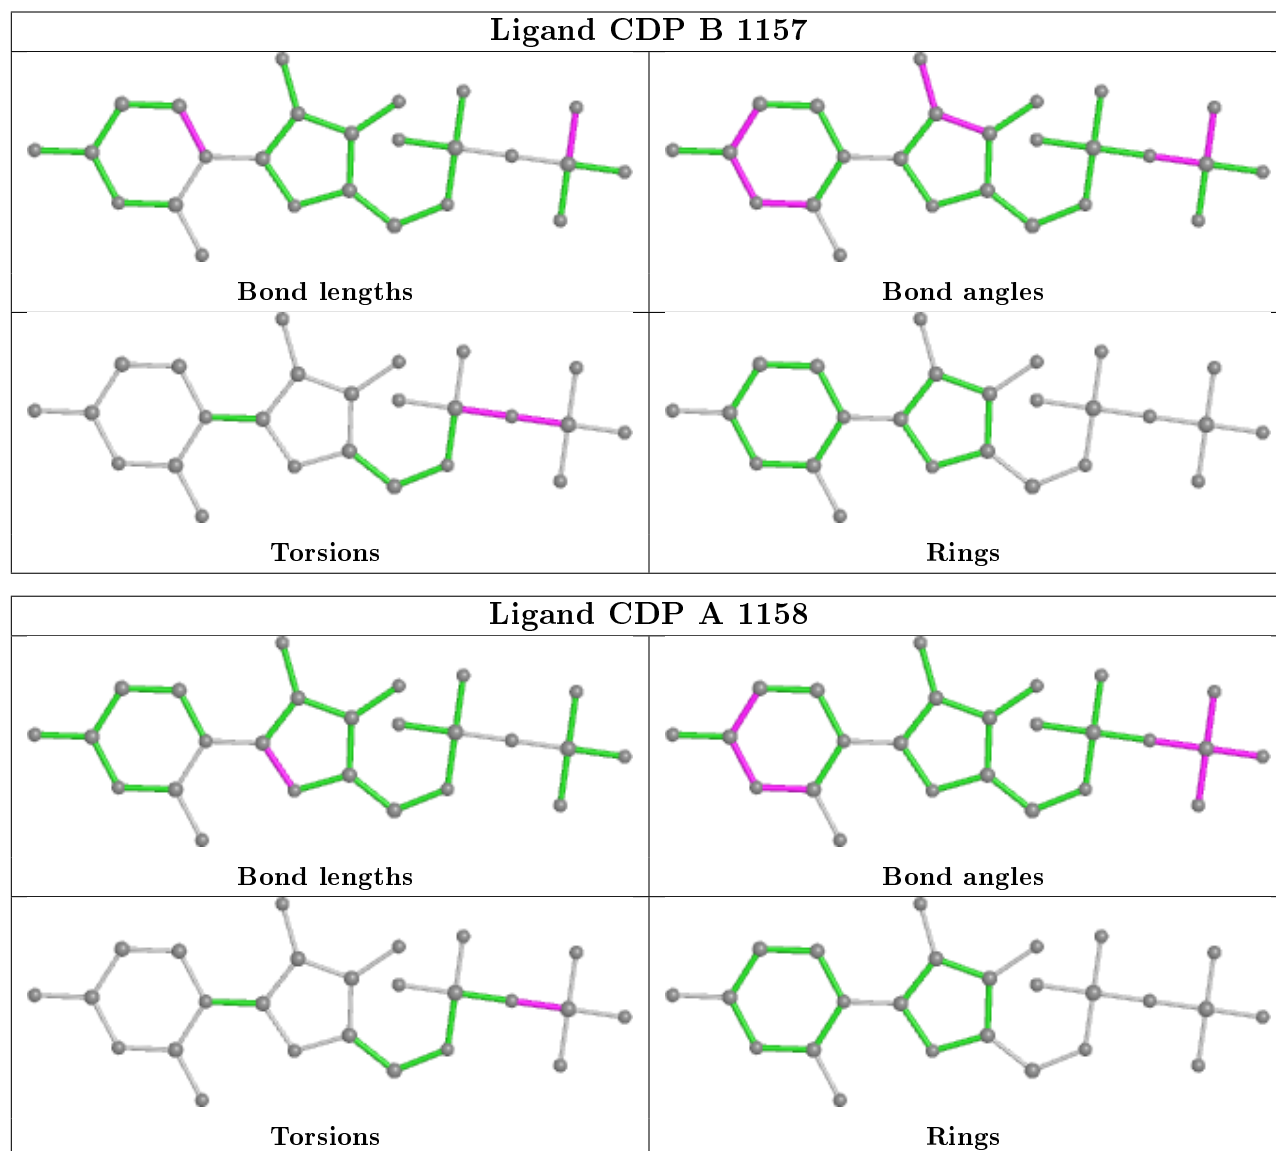 Ligand CDP B 1157
Bond lengths
Bond angles
Torsions
Rings
Ligand CDP A 1158
Bond lengths
Bond angles
Torsions
Rings